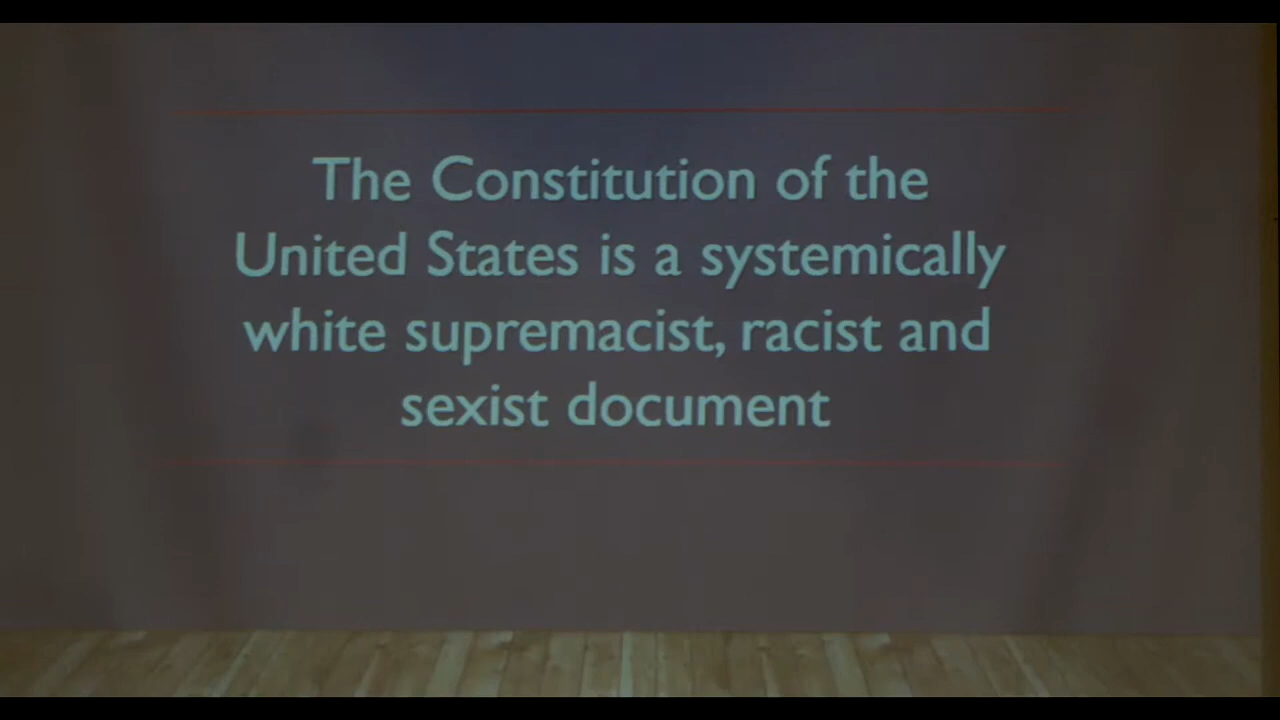 The Constitution of the
United States is a systemically
white supremacist, racist and
sexist document